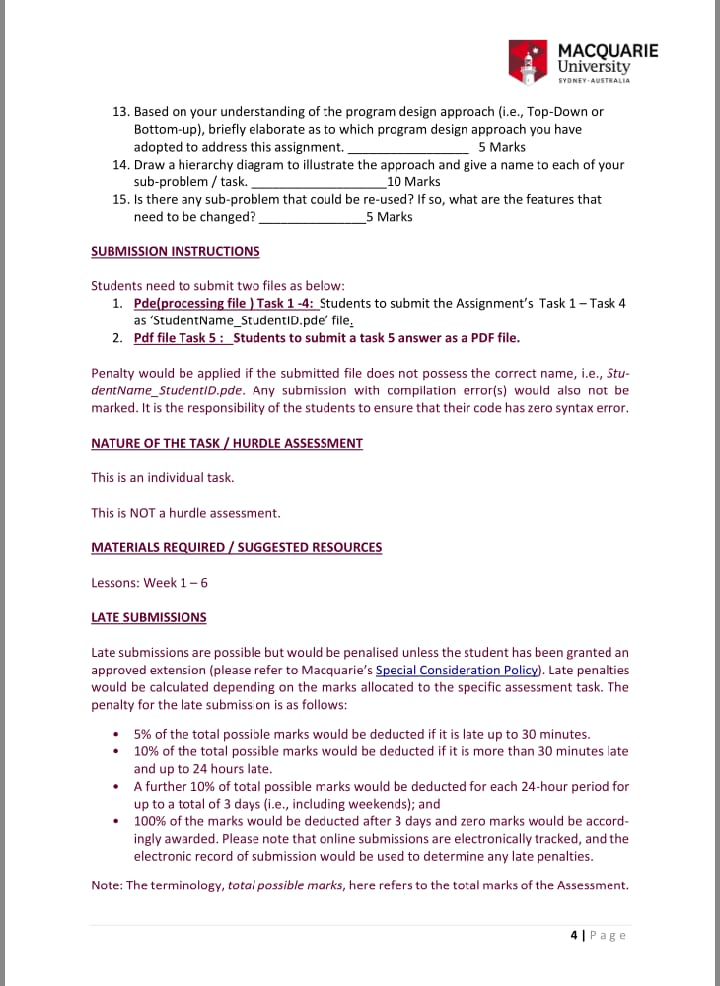 MACQUARIE
University
SYDNEY-AUSTRALIA
13. Based on your understanding of the program design approach (i.e., Top-Down or
Bottom-up), briefly elaborate as to which program design approach you have
adopted to address this assignment. __________________ 5 Marks
14. Draw a hierarchy diagram to illustrate the approach and give a name to each of your
sub-problem / task. ____________________10 Marks
15. Is there any sub-problem that could be re-used? If so, what are the features that
need to be changed? ________________5 Marks
SUBMISSION INSTRUCTIONS
Students need to submit two files as below:
1. Pde(processing file ) Task 1 -4: Students to submit the Assignment's Task 1 – Task 4
as 'StudentName_StudentID.pde' file.
2. Pdf file Task 5 : Students to submit a task 5 answer as a PDF file.
Penalty would be applied if the submitted file does not possess the correct name, i.e., Stu-
dentName_StudentID.pde. Any submission with compilation error(s) would also not be
marked. It is the responsibility of the students to ensure that their code has zero syntax error.
NATURE OF THE TASK / HURDLE ASSESSMENT
This is an individual task.
This is NOT a hurdle assessment.
MATERIALS REQUIRED / SUGGESTED RESOURCES
Lessons: Week 1 – 6
LATE SUBMISSIONS
Late submissions are possible but would be penalised unless the student has been granted an
approved extension (please refer to Macquarie's Special Consideration Policy). Late penalties
would be calculated depending on the marks allocated to the specific assessment task. The
penalty for the late submission is as follows:
• 5% of the total possible marks would be deducted if it is late up to 30 minutes.
• 10% of the total possible marks would be deducted if it is more than 30 minutes late
and up to 24 hours late.
• A further 10% of total possible marks would be deducted for each 24-hour period for
up to a total of 3 days (i.e., including weekends); and
• 100% of the marks would be deducted after 3 days and zero marks would be accord-
ingly awarded. Please note that online submissions are electronically tracked, and the
electronic record of submission would be used to determine any late penalties.
Note: The terminology, total possible marks, here refers to the total marks of the Assessment.
4 | Page